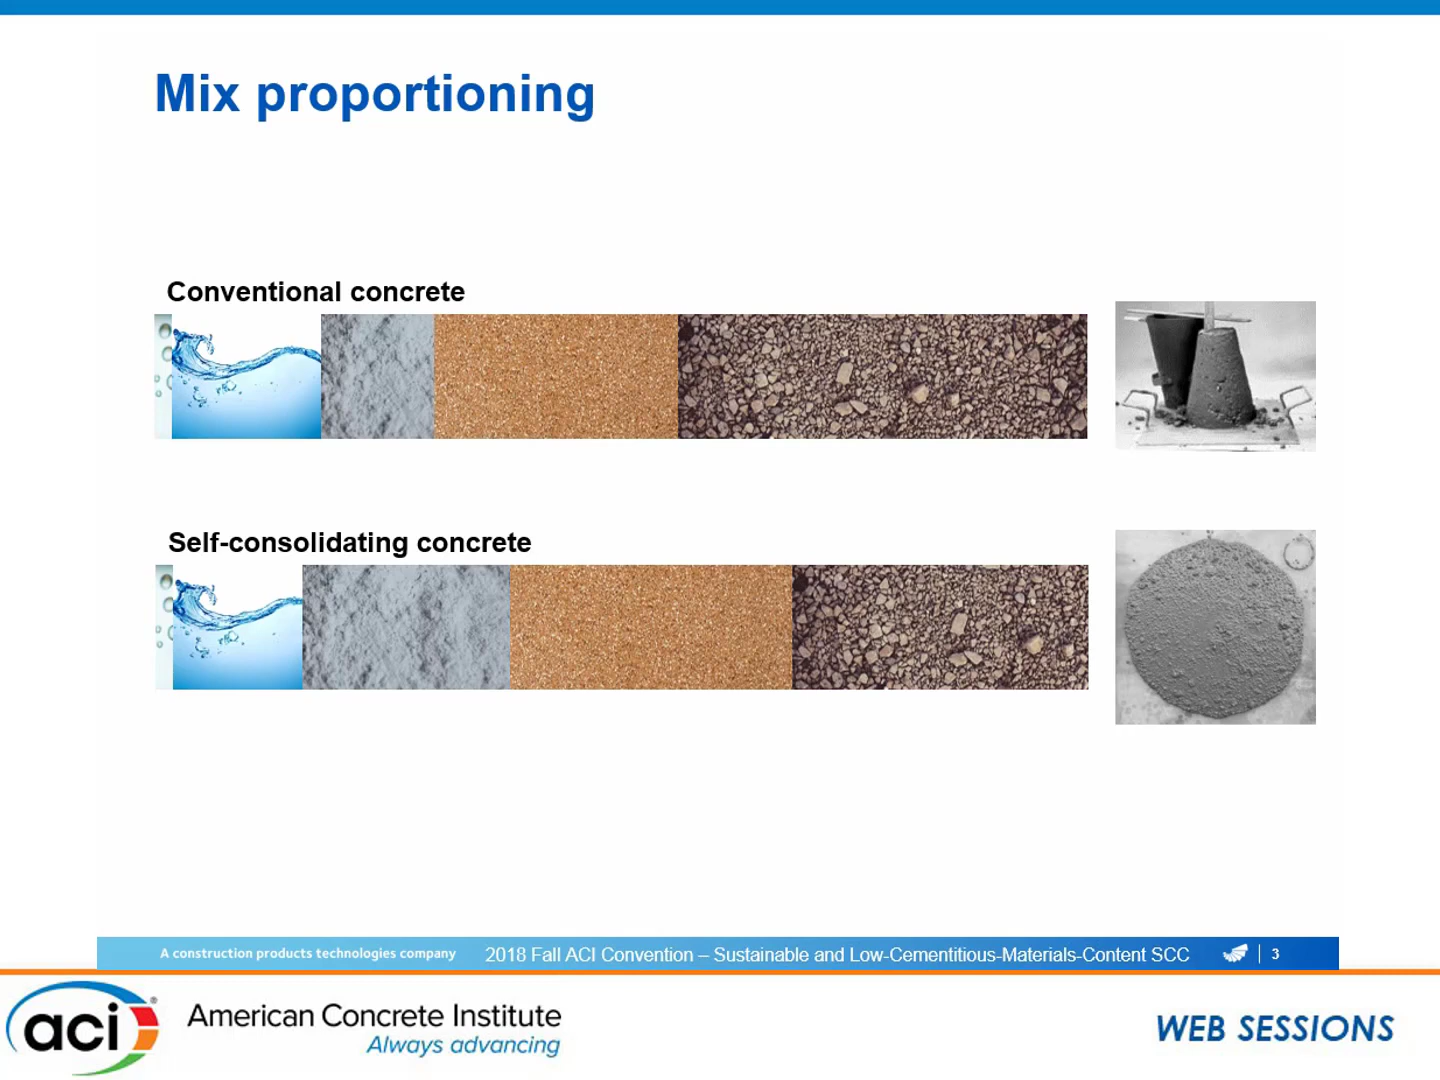 Mix proportioning
Conventional concrete
Self-consolidating concrete
A construction products technologies company
2018 Fall ACI Convention – Sustainable and Low-Cementitious-Materials-Content SCC
3
aci®
American Concrete Institute
Always advancing
WEB SESSIONS